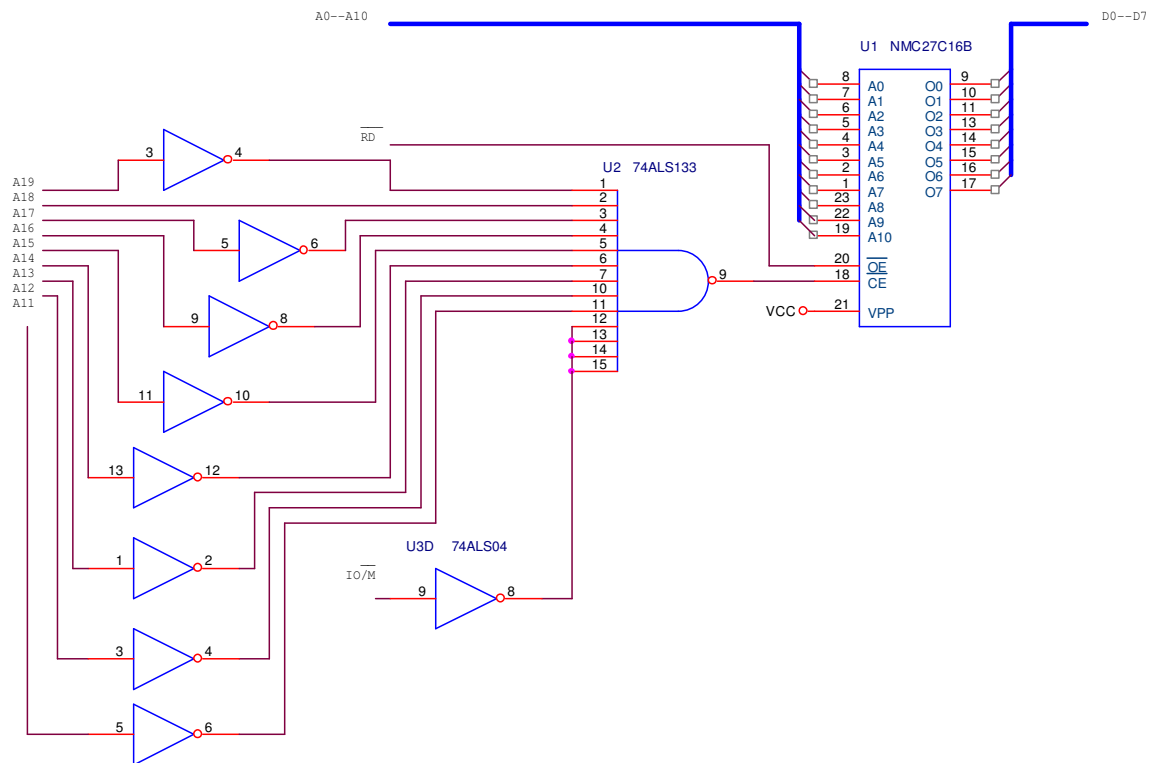 A0--A10
D0--D7
U1 NMC27C16B
8 A0 O0 9
7 A1 O1 10
6 A2 O2 11
5 A3 O3 13
4 A4 O4 14
3 A5 O5 15
2 A6 O6 16
1 A7 O7 17
23 A8
22 A9
19 A10
20 OE
18 CE
VCC 21 VPP
RD
U2 74ALS133
1
2
3
4
5
6
7
10
11
12
13
14
15
9
A19
A18
A17
A16
A15
A14
A13
A12
A11
3 4
5 6
9 8
11 10
13 12
1 2
3 4
5 6
U3D 74ALS04
IO/M
9 8